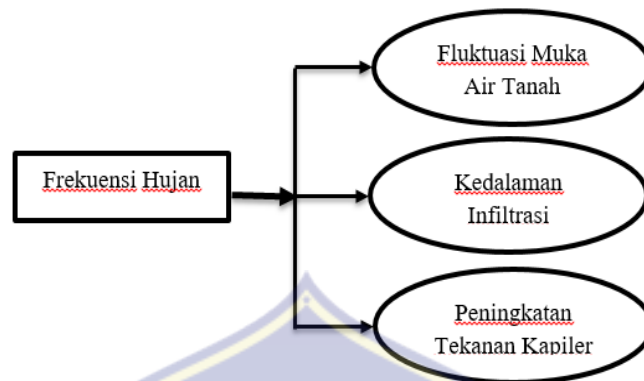 Fluktuasi Muka
Air Tanah
Frekuensi Hujan
Kedalaman
Infiltrasi
Peningkatan
Tekanan Kapiler